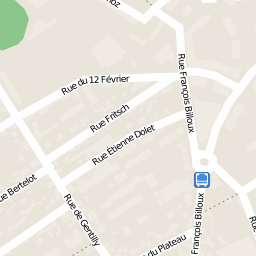 noz
Rue François Billoux
Rue du 12 Février
Rue Fritsch
Rue Étienne Dolet
Rue Bertelot
Rue de Gentilly
François Billoux
du Plateau
Rue